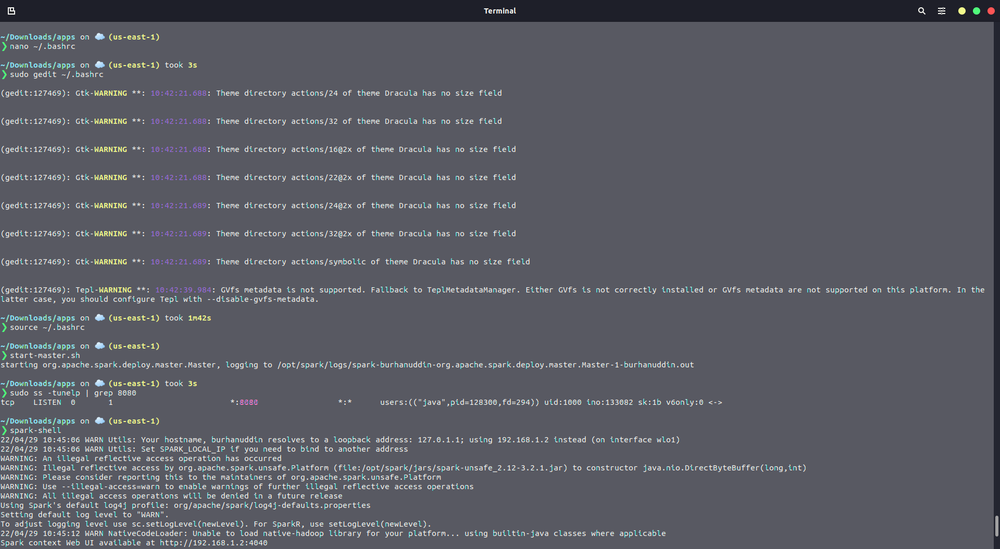 Terminal
~/Downloads/apps on ☁️ (us-east-1)
❯ nano ~/.bashrc
~/Downloads/apps on ☁️ (us-east-1) took 3s
❯ sudo gedit ~/.bashrc
(gedit:127469): Gtk-WARNING **: 10:42:21.688: Theme directory actions/24 of theme Dracula has no size field
(gedit:127469): Gtk-WARNING **: 10:42:21.688: Theme directory actions/32 of theme Dracula has no size field
(gedit:127469): Gtk-WARNING **: 10:42:21.688: Theme directory actions/16@2x of theme Dracula has no size field
(gedit:127469): Gtk-WARNING **: 10:42:21.688: Theme directory actions/22@2x of theme Dracula has no size field
(gedit:127469): Gtk-WARNING **: 10:42:21.689: Theme directory actions/24@2x of theme Dracula has no size field
(gedit:127469): Gtk-WARNING **: 10:42:21.689: Theme directory actions/32@2x of theme Dracula has no size field
(gedit:127469): Gtk-WARNING **: 10:42:21.689: Theme directory actions/symbolic of theme Dracula has no size field
(gedit:127469): Tepl-WARNING **: 10:42:39.984: GVfs metadata is not supported. Fallback to TeplMetadataManager. Either GVfs is not correctly installed or GVfs metadata are not supported on this platform. In the
latter case, you should configure Tepl with --disable-gvfs-metadata.
~/Downloads/apps on ☁️ (us-east-1) took 1m42s
❯ source ~/.bashrc
~/Downloads/apps on ☁️ (us-east-1)
❯ start-master.sh
starting org.apache.spark.deploy.master.Master, logging to /opt/spark/logs/spark-burhanuddin-org.apache.spark.deploy.master.Master-1-burhanuddin.out
~/Downloads/apps on ☁️ (us-east-1) took 3s
❯ sudo ss -tunelp | grep 8080
tcp LISTEN 0 1 *:8080 *:* users:(("java",pid=128300,fd=294)) uid:1000 ino:133082 sk:1b v6only:0 <->
~/Downloads/apps on ☁️ (us-east-1)
❯ spark-shell
22/04/29 10:45:06 WARN Utils: Your hostname, burhanuddin resolves to a loopback address: 127.0.1.1; using 192.168.1.2 instead (on interface wlo1)
22/04/29 10:45:06 WARN Utils: Set SPARK_LOCAL_IP if you need to bind to another address
WARNING: An illegal reflective access operation has occurred
WARNING: Illegal reflective access by org.apache.spark.unsafe.Platform (file:/opt/spark/jars/spark-unsafe_2.12-3.2.1.jar) to constructor java.nio.DirectByteBuffer(long,int)
WARNING: Please consider reporting this to the maintainers of org.apache.spark.unsafe.Platform
WARNING: Use --illegal-access=warn to enable warnings of further illegal reflective access operations
WARNING: All illegal access operations will be denied in a future release
Using Spark's default log4j profile: org/apache/spark/log4j-defaults.properties
Setting default log level to "WARN".
To adjust logging level use sc.setLogLevel(newLevel). For SparkR, use setLogLevel(newLevel).
22/04/29 10:45:12 WARN NativeCodeLoader: Unable to load native-hadoop library for your platform... using builtin-java classes where applicable
Spark context Web UI available at http://192.168.1.2:4040